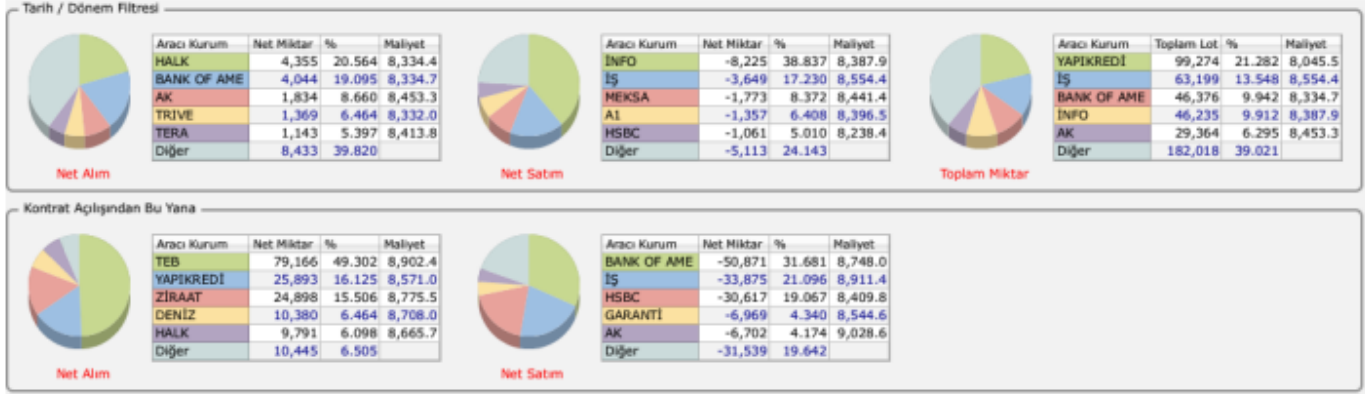 Tarih / Dönem Filtresi
Aracı Kurum Net Miktar % Maliyet
HALK 4,355 20.564 8,334.4
BANK OF AME 4,044 19.095 8,334.7
AK 1,834 8.660 8,453.3
TRIVE 1,369 6.464 8,332.0
TERA 1,143 5.397 8,413.8
Diğer 8,433 39.820
Net Alım
Aracı Kurum Net Miktar % Maliyet
İNFO -8,225 38.837 8,387.9
İŞ -3,649 17.230 8,554.4
MEKSA -1,773 8.372 8,441.4
A1 -1,357 6.408 8,396.5
HSBC -1,061 5.010 8,238.4
Diğer -5,113 24.143
Net Satım
Aracı Kurum Toplam Lot % Maliyet
YAPIKREDİ 99,274 21.282 8,045.5
İŞ 63,199 13.548 8,554.4
BANK OF AME 46,376 9.942 8,334.7
İNFO 46,235 9.912 8,387.9
AK 29,364 6.295 8,453.3
Diğer 182,018 39.021
Toplam Miktar
Kontrat Açılışından Bu Yana
Aracı Kurum Net Miktar % Maliyet
TEB 79,166 49.302 8,902.4
YAPIKREDİ 25,893 16.125 8,571.0
ZİRAAT 24,898 15.506 8,775.5
DENİZ 10,380 6.464 8,708.0
HALK 9,791 6.098 8,665.7
Diğer 10,445 6.505
Net Alım
Aracı Kurum Net Miktar % Maliyet
BANK OF AME -50,871 31.681 8,748.0
İŞ -33,875 21.096 8,911.4
HSBC -30,617 19.067 8,409.8
GARANTİ -6,969 4.340 8,544.6
AK -6,702 4.174 9,028.6
Diğer -31,539 19.642
Net Satım